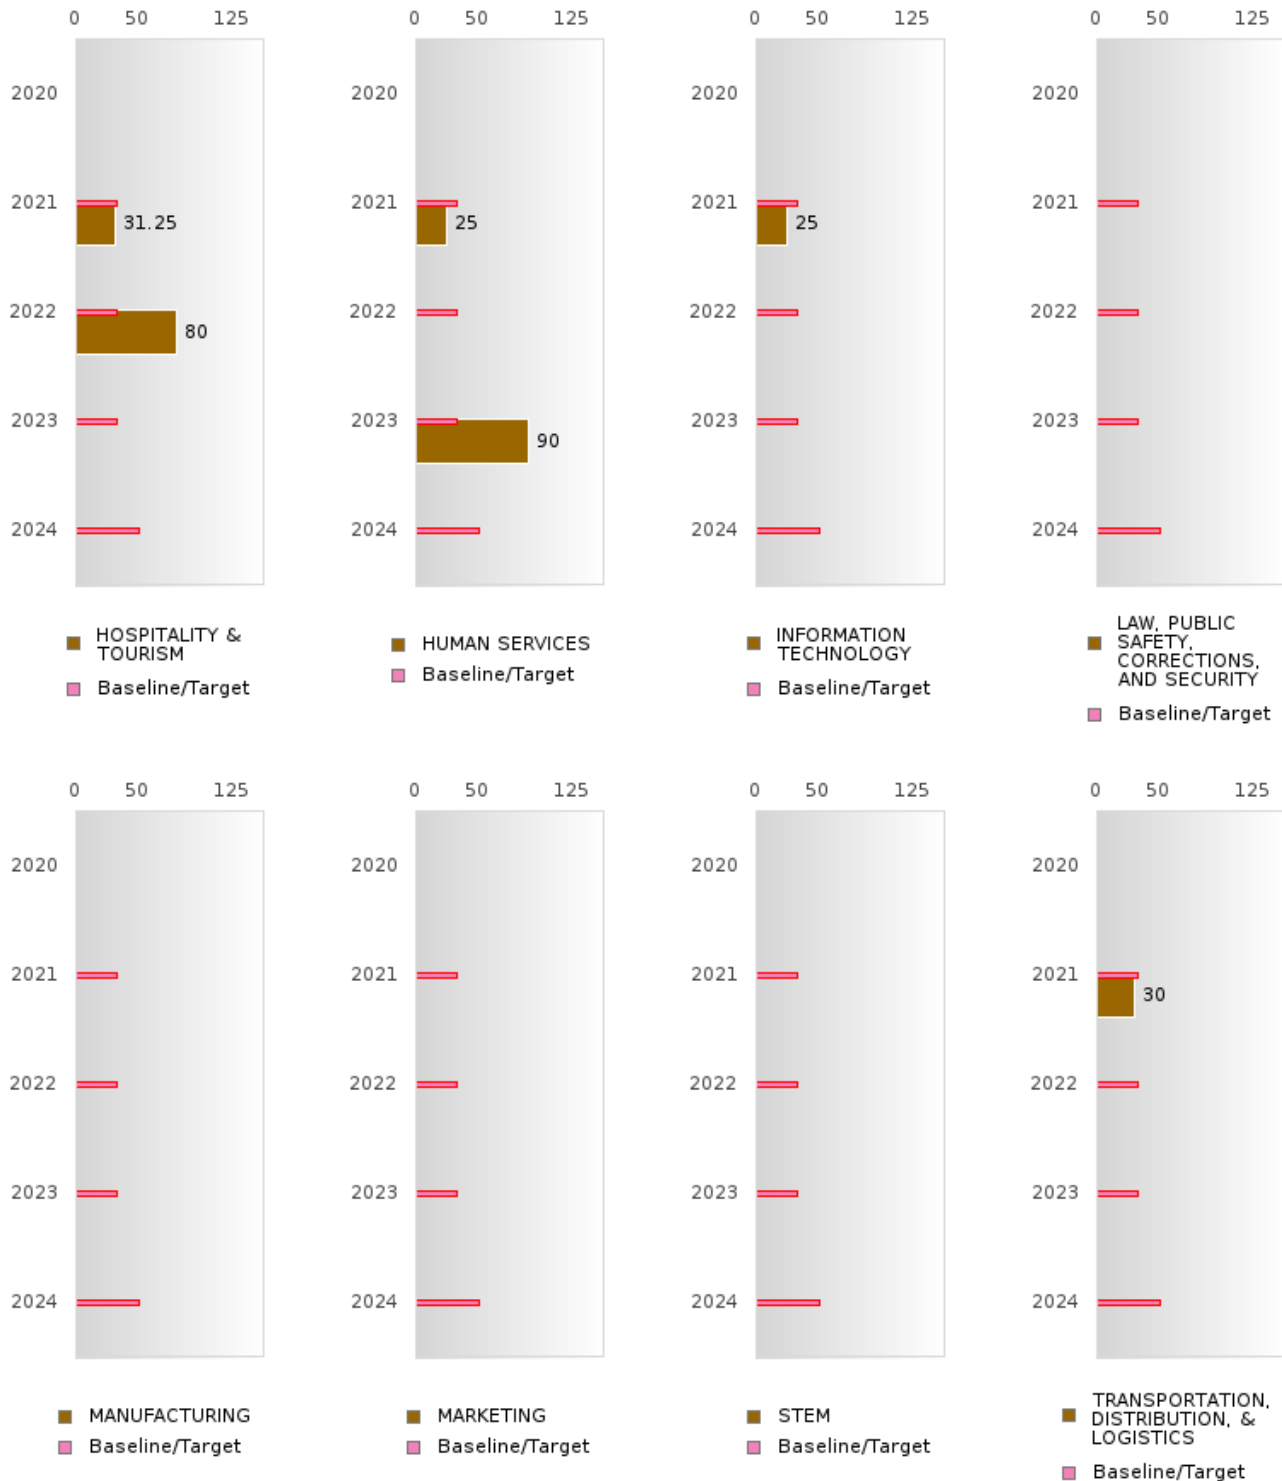 0 50 125 0 50 125 0 50 125 0 50 125
2020 2020 2020 2020
2021 2021 2021 2021
31.25 25 25
2022 2022 2022 2022
80
2023 2023 2023 2023
90
2024 2024 2024 2024
HOSPITALITY &
TOURISM
Baseline/Target
HUMAN SERVICES
Baseline/Target
INFORMATION
TECHNOLOGY
Baseline/Target
LAW, PUBLIC
SAFETY,
CORRECTIONS,
AND SECURITY
Baseline/Target
0 50 125 0 50 125 0 50 125 0 50 125
2020 2020 2020 2020
2021 2021 2021 2021
30
2022 2022 2022 2022
2023 2023 2023 2023
2024 2024 2024 2024
MANUFACTURING
Baseline/Target
MARKETING
Baseline/Target
STEM
Baseline/Target
TRANSPORTATION,
DISTRIBUTION, &
LOGISTICS
Baseline/Target